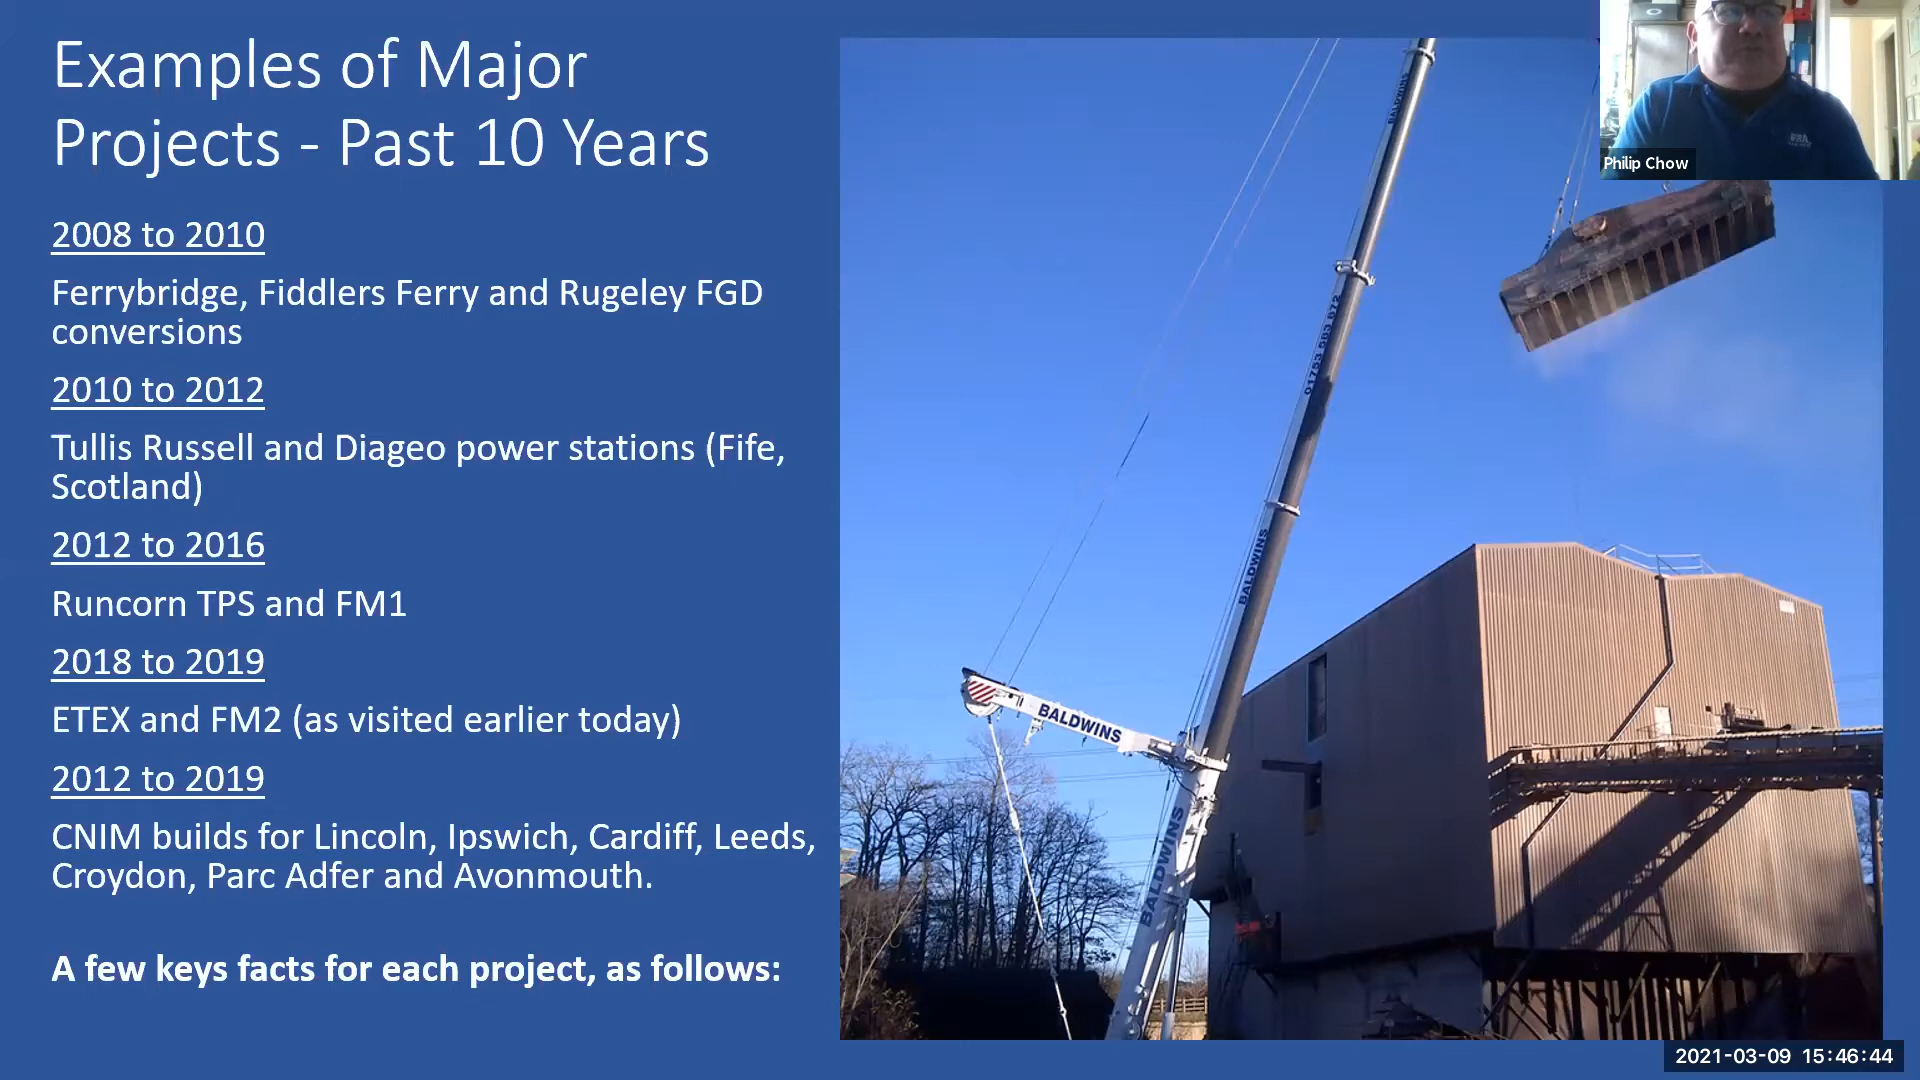 Examples of Major
Projects - Past 10 Years
2008 to 2010
Ferrybridge, Fiddlers Ferry and Rugeley FGD
conversions
2010 to 2012
Tullis Russell and Diageo power stations (Fife,
Scotland)
2012 to 2016
Runcorn TPS and FM1
2018 to 2019
ETEX and FM2 (as visited earlier today)
2012 to 2019
CNIM builds for Lincoln, Ipswich, Cardiff, Leeds,
Croydon, Parc Adfer and Avonmouth.
A few keys facts for each project, as follows:
BALDWINS
BALDWINS
BALDWINS
BALDWINS
Philip Chow
2021-03-09 15:46:44